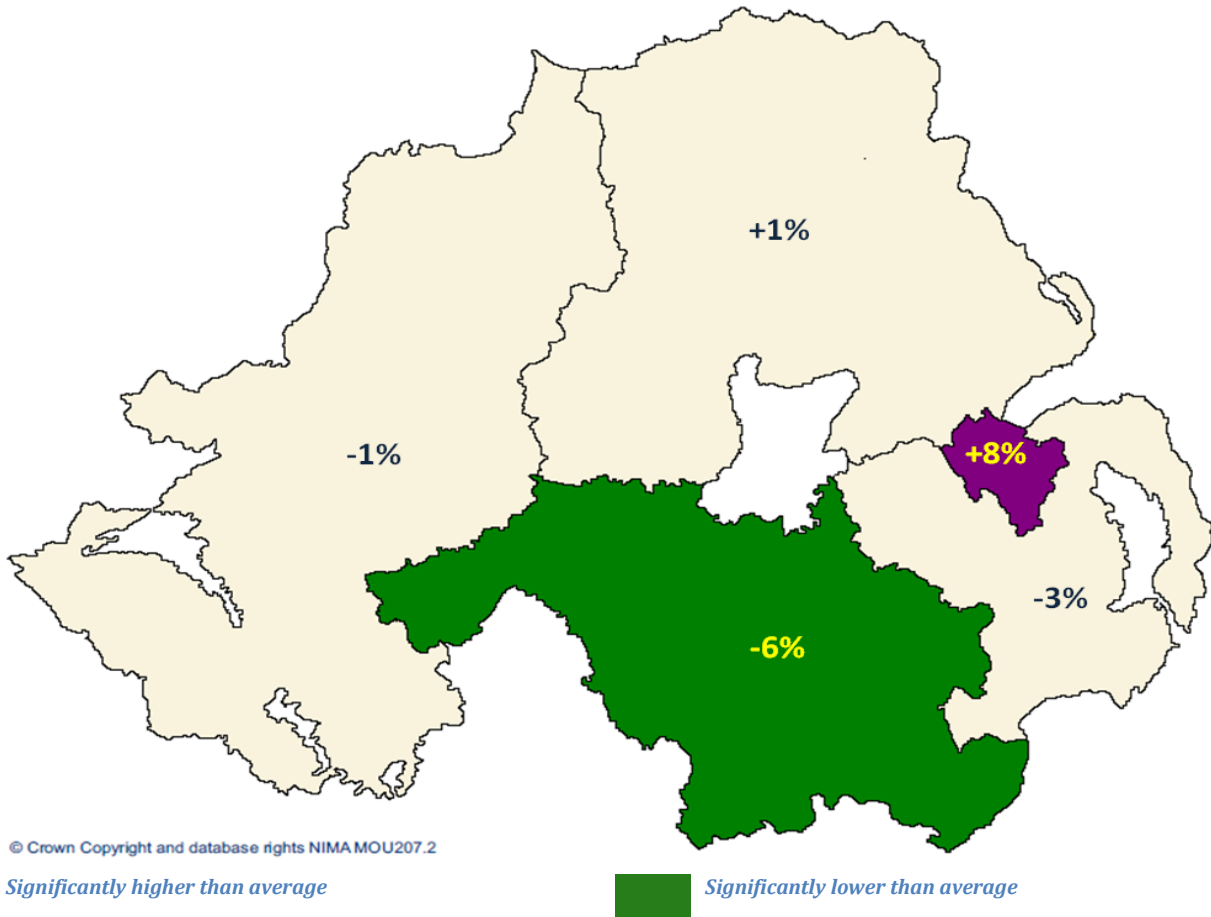 +1%
-1%
+8%
-3%
-6%
© Crown Copyright and database rights NIMA MOU207.2
Significantly higher than average
Significantly lower than average